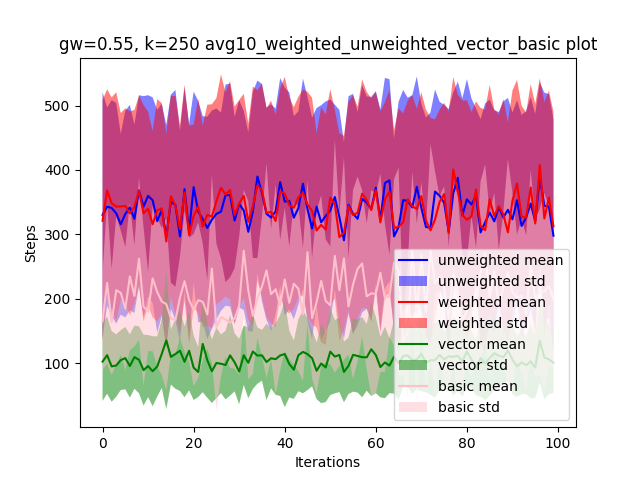 gw=0.55, k=250 avg10_weighted_unweighted_vector_basic plot
Steps
500
400
300
200
100
0
20
40
60
80
100
Iterations
unweighted mean
unweighted std
weighted mean
weighted std
vector mean
vector std
basic mean
basic std